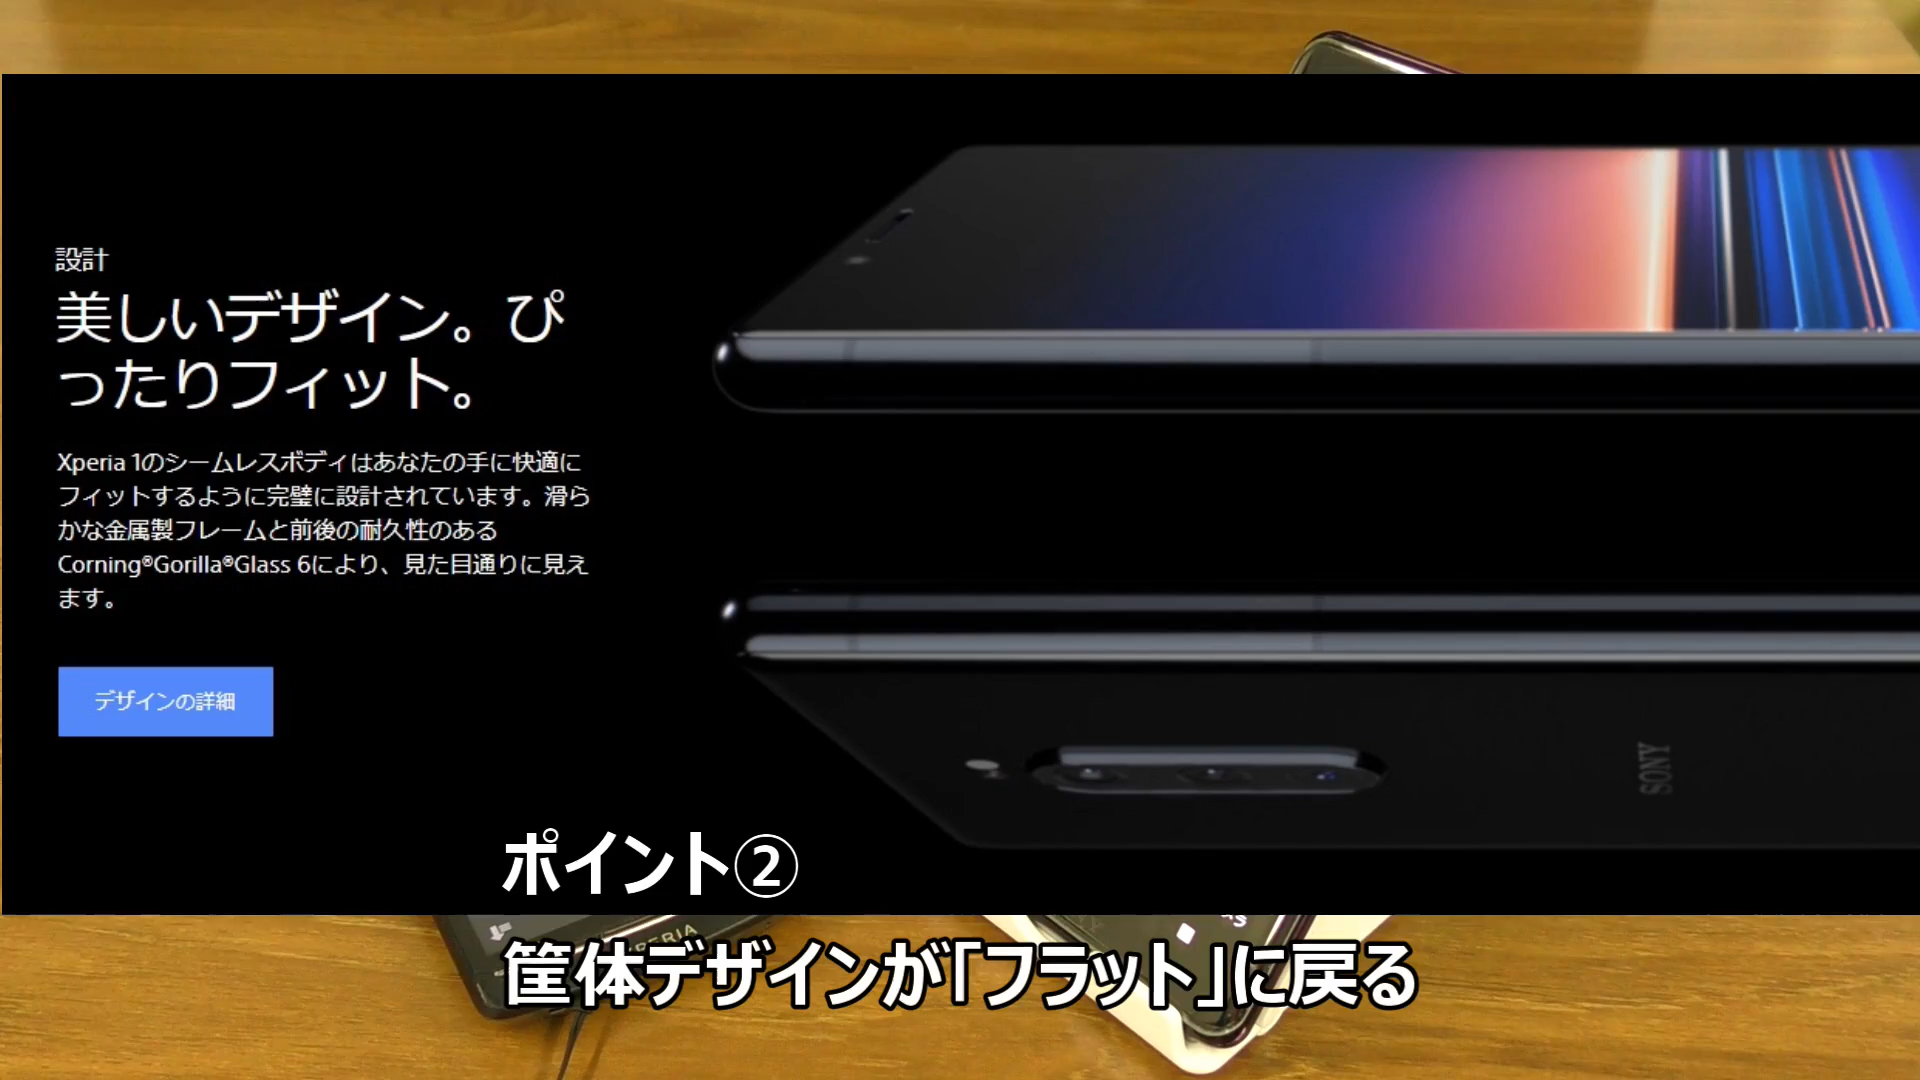 設計
美しいデザイン。ぴ
ったりフィット。
Xperia 1のシームレスボディはあなたの手に快適に
フィットするように完璧に設計されています。滑ら
かな金属製フレームと前後の耐久性のある
Corning®Gorilla®Glass 6により、見た目通りに見え
ます。
デザインの詳細
SONY
ポイント②
筐体デザインが「フラット」に戻る